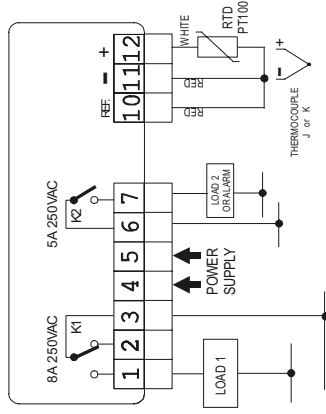 8A 250VAC
K1
5A 250VAC
K2
REF. - +
1 2 3 4 5 6 7 10 11 12
LOAD 1
POWER
SUPPLY
LOAD 2
OR ALARM
RED
RED
WHITE
RTD
PT100
- +
THERMOCOUPLE
J or K